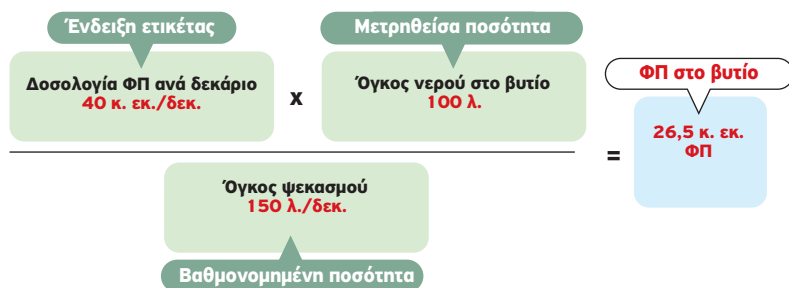 Ένδειξη ετικέτας
Μετρηθείσα ποσότητα
Δοσολογία ΦΠ ανά δεκάριο
40 κ. εκ./δεκ.
x
Όγκος νερού στο βυτίο
100 λ.
ΦΠ στο βυτίο
=
26,5 κ. εκ.
ΦΠ
Όγκος ψεκασμού
150 λ./δεκ.
Βαθμονομημένη ποσότητα